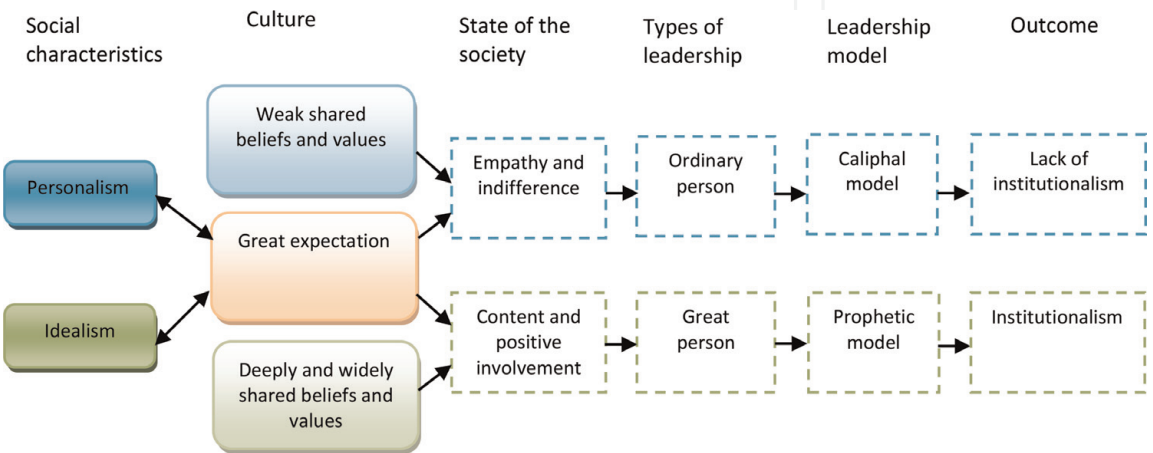 Social
characteristics
Culture
State of the
society
Types of
leadership
Leadership
model
Outcome
Weak shared
beliefs and values
Personalism
Great expectation
Idealism
Deeply and widely
shared beliefs and
values
Empathy and
indifference
Ordinary
person
Caliphal
model
Lack of
institutionalism
Content and
positive
involvement
Great
person
Prophetic
model
Institutionalism